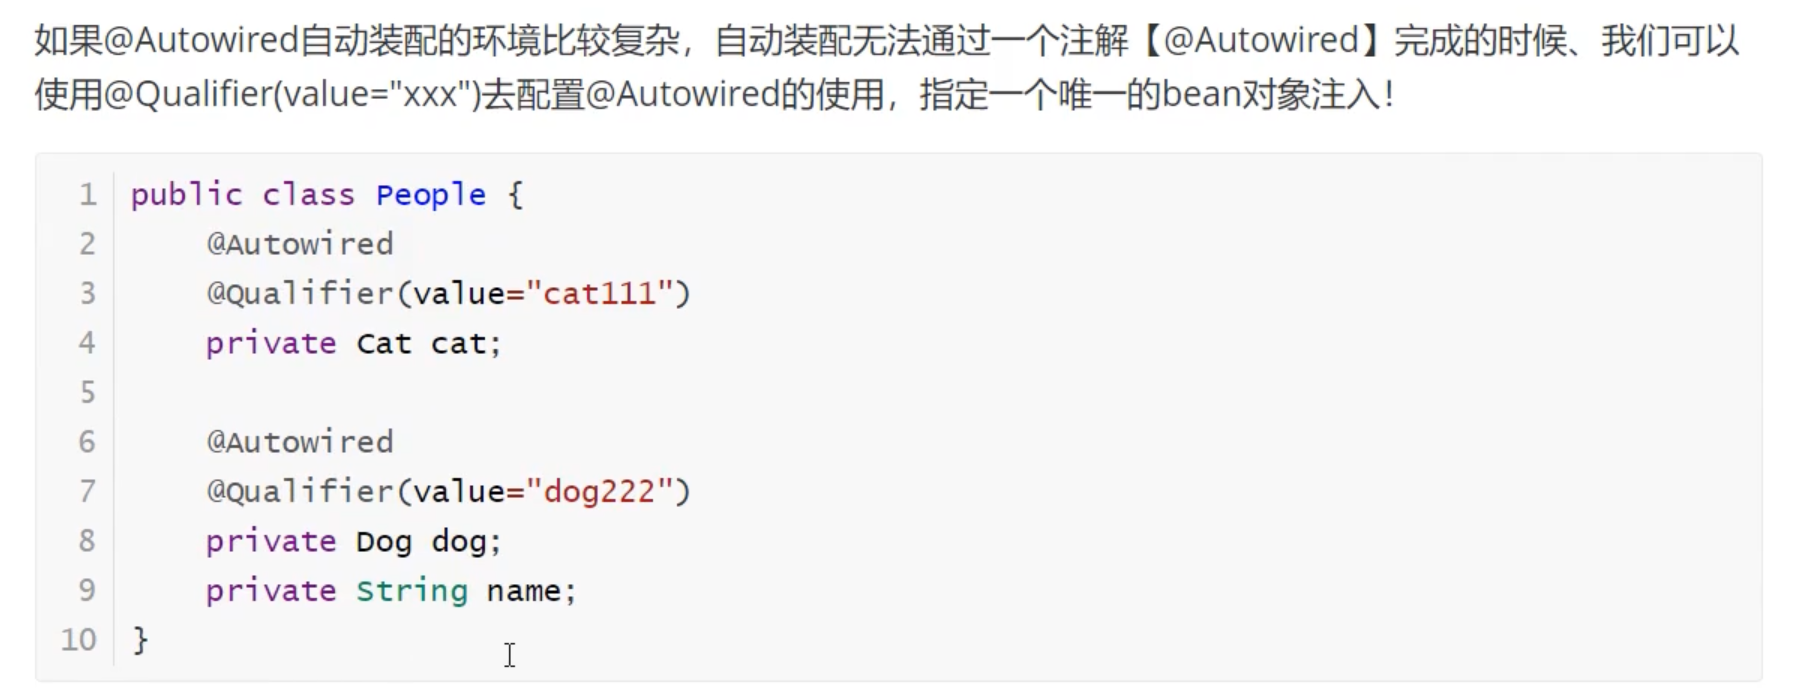 如果@Autowired自动装配的环境比较复杂，自动装配无法通过一个注解【@Autowired】完成的时候、我们可以
使用@Qualifier(value="xxx")去配置@Autowired的使用，指定一个唯一的bean对象注入！
1 public class People {
2     @Autowired
3     @Qualifier(value="cat111")
4     private Cat cat;
5
6     @Autowired
7     @Qualifier(value="dog222")
8     private Dog dog;
9     private String name;
10 }